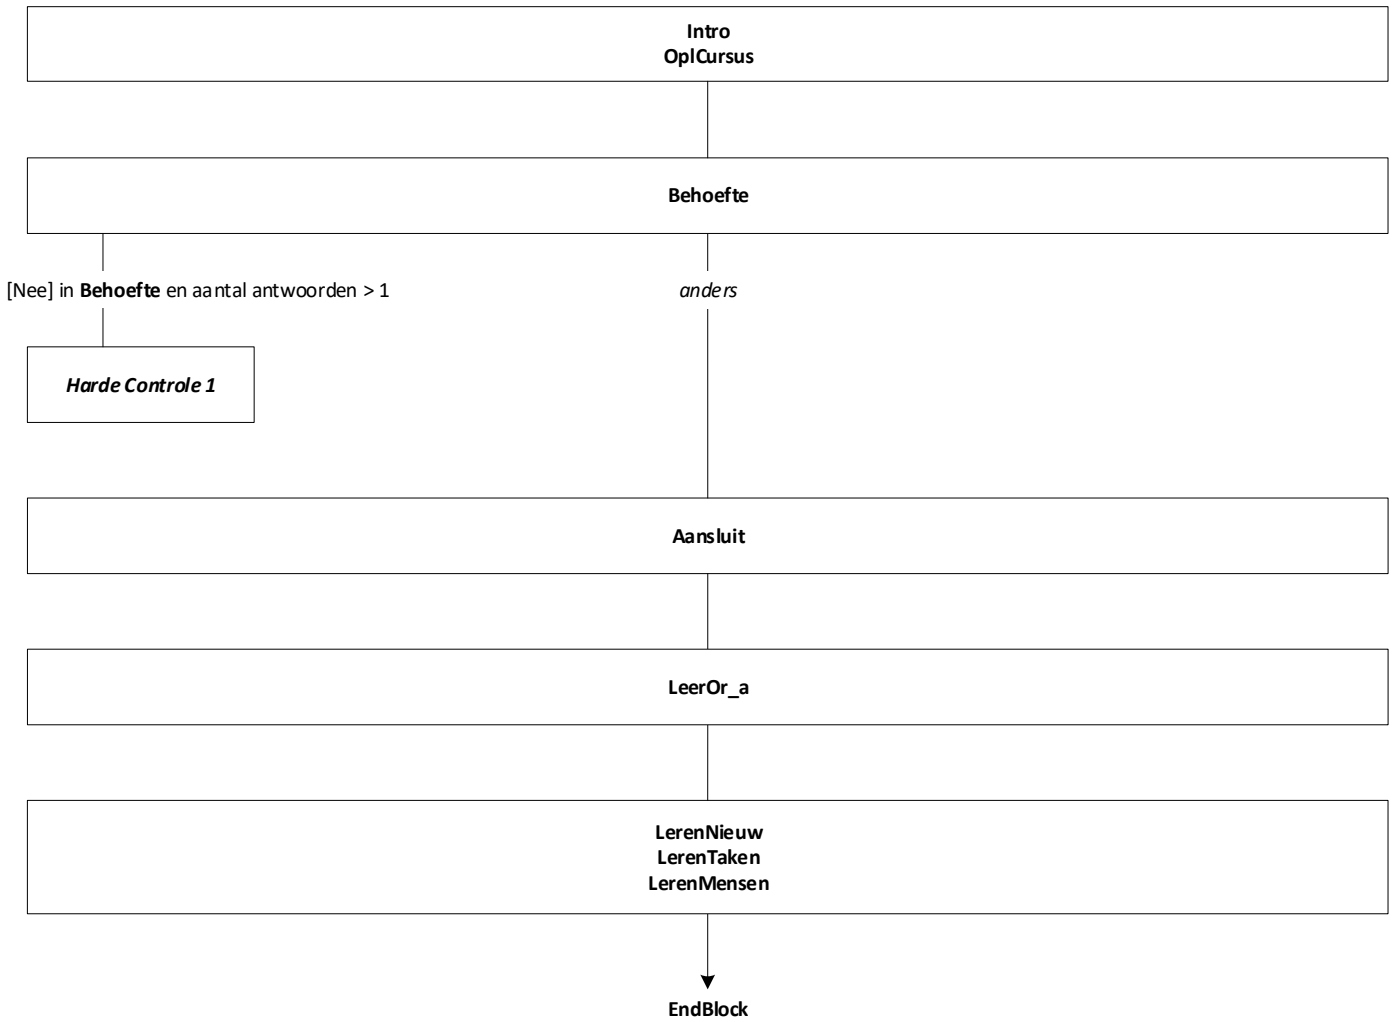 Intro
OplCursus
Behoefte
[Nee] in Behoefte en aantal antwoorden > 1
anders
Harde Controle 1
Aansluit
LeerOr_a
LerenNieuw
LerenTaken
LerenMensen
EndBlock